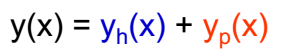 y(x) = yₕ(x) + yₚ(x)